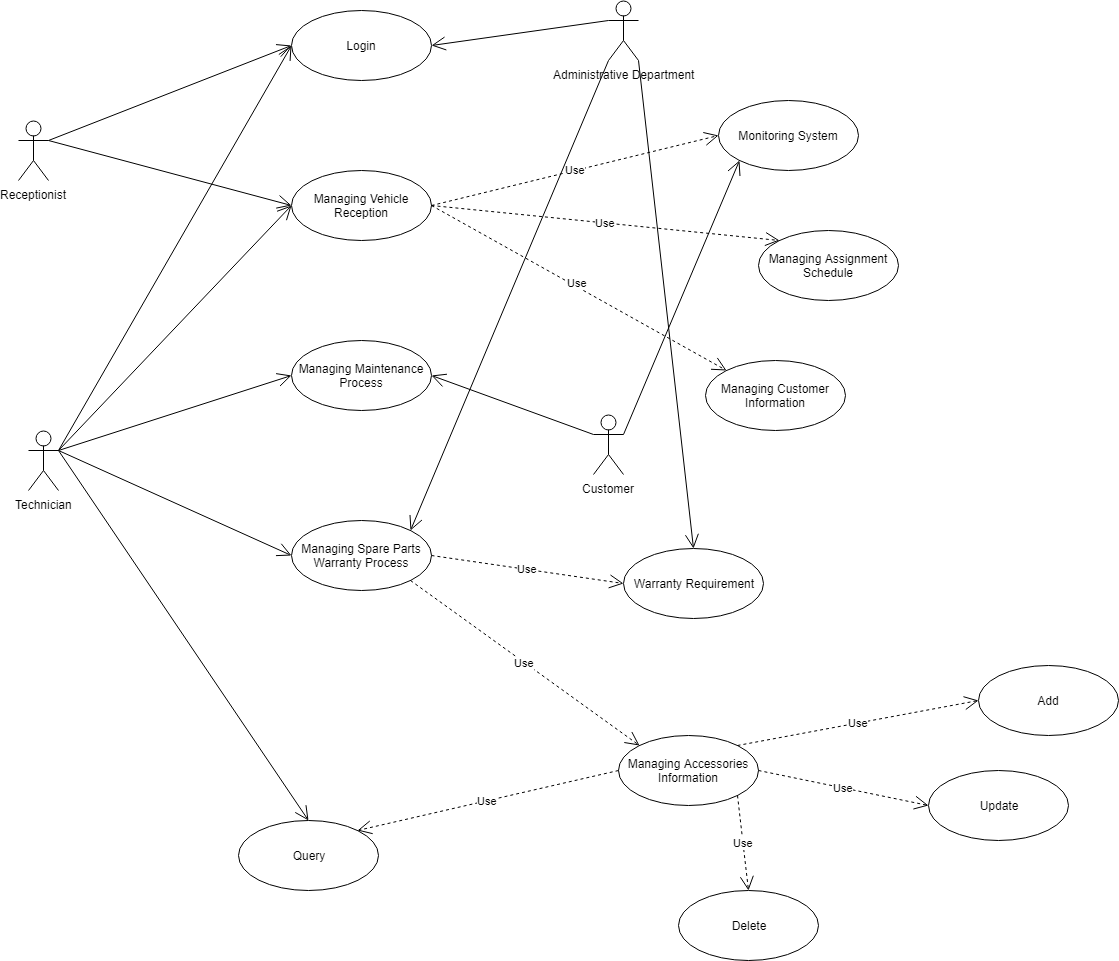 Login
Administrative Department
Monitoring System
Receptionist
Use
Managing Vehicle
Reception
Use
Managing Assignment
Schedule
Use
Managing Maintenance
Process
Managing Customer
Information
Customer
Technician
Managing Spare Parts
Warranty Process
Use
Warranty Requirement
Use
Add
Use
Managing Accessories
Information
Use
Use
Update
Use
Query
Delete